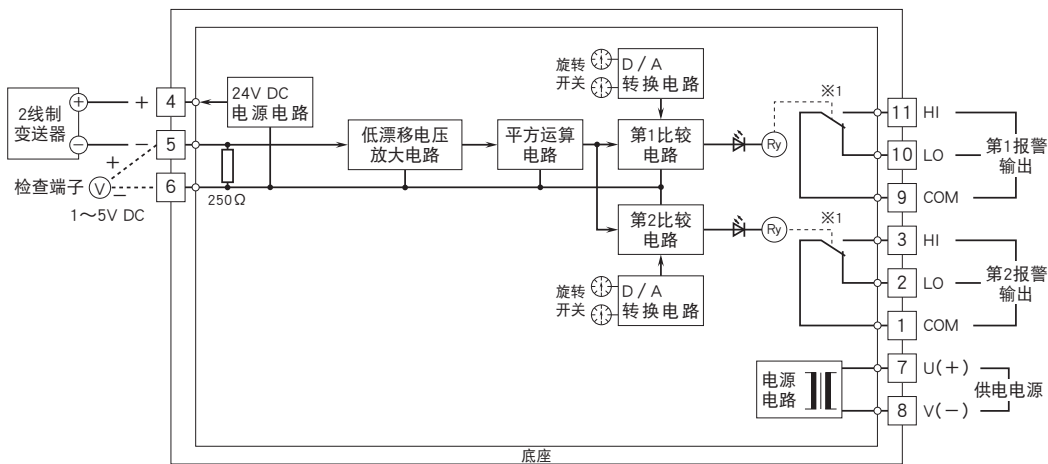 2线制
变送器
+
−
+
−
4
5
6
+
−
检查端子
V
1～5V DC
24V DC
电源电路
250Ω
低漂移电压
放大电路
平方运算
电路
旋转
开关
D / A
转换电路
第1比较
电路
Ry
※1
第2比较
电路
Ry
※1
旋转
开关
D / A
转换电路
11 HI
10 LO
9 COM
第1报警
输出
3 HI
2 LO
1 COM
第2报警
输出
电源
电路
7 U(+)
8 V(−)
供电电源
底座